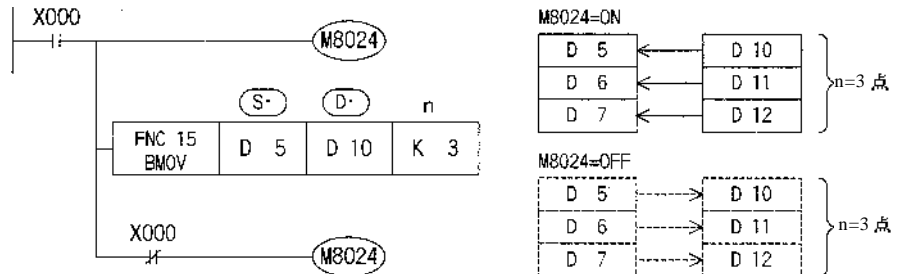 X000
M8024
S· D· n
FNC 15 BMOV D 5 D 10 K 3
X000
M8024
M8024=ON
D 5 D 10
D 6 D 11
D 7 D 12
n=3 点
M8024=OFF
D 5 D 10
D 6 D 11
D 7 D 12
n=3 点